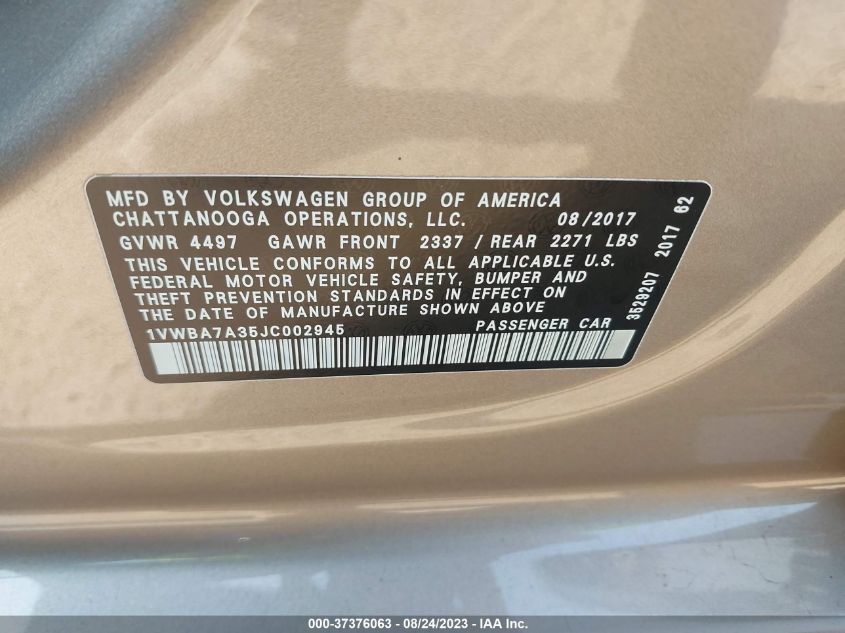 MFD BY VOLKSWAGEN GROUP OF AMERICA
CHATTANOOGA OPERATIONS, LLC. 08/2017
GVWR 4497 GAWR FRONT 2337 / REAR 2271 LBS
THIS VEHICLE CONFORMS TO ALL APPLICABLE U.S.
FEDERAL MOTOR VEHICLE SAFETY, BUMPER AND
THEFT PREVENTION STANDARDS IN EFFECT ON
THE DATE OF MANUFACTURE SHOWN ABOVE
1VWBA7A35JC002945 PASSENGER CAR
3529207 2017 62
000-37376063 - 08/24/2023 - IAA Inc.